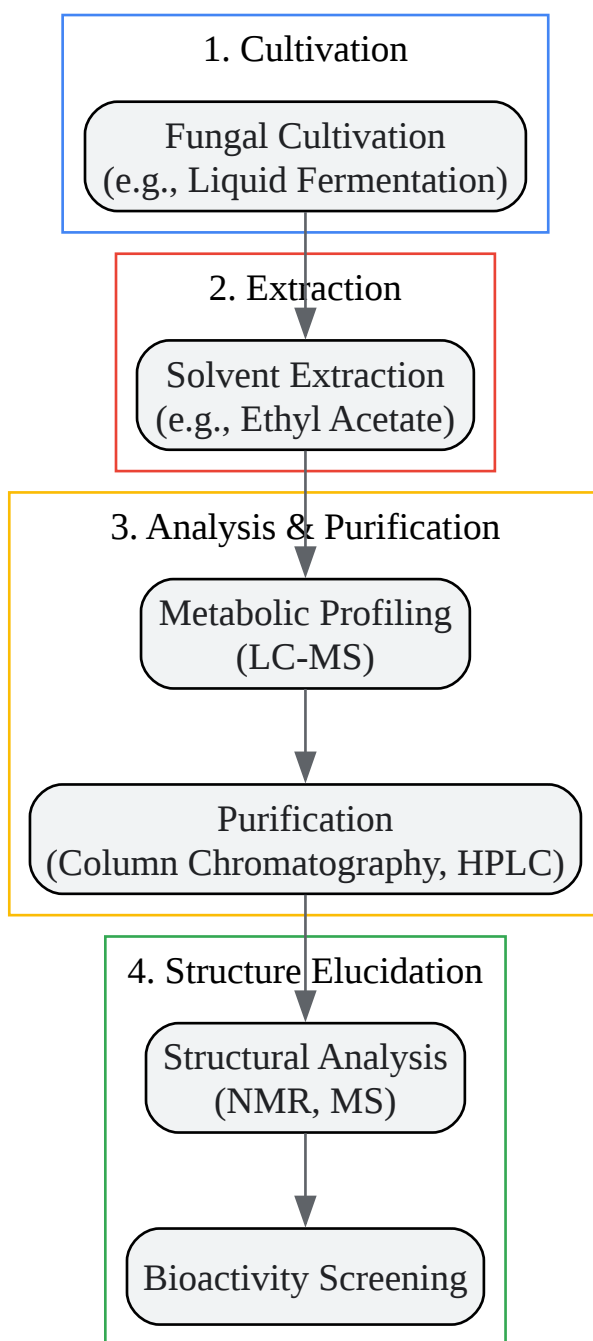 1. Cultivation
Fungal Cultivation
(e.g., Liquid Fermentation)
2. Extraction
Solvent Extraction
(e.g., Ethyl Acetate)
3. Analysis & Purification
Metabolic Profiling
(LC-MS)
Purification
(Column Chromatography, HPLC)
4. Structure Elucidation
Structural Analysis
(NMR, MS)
Bioactivity Screening